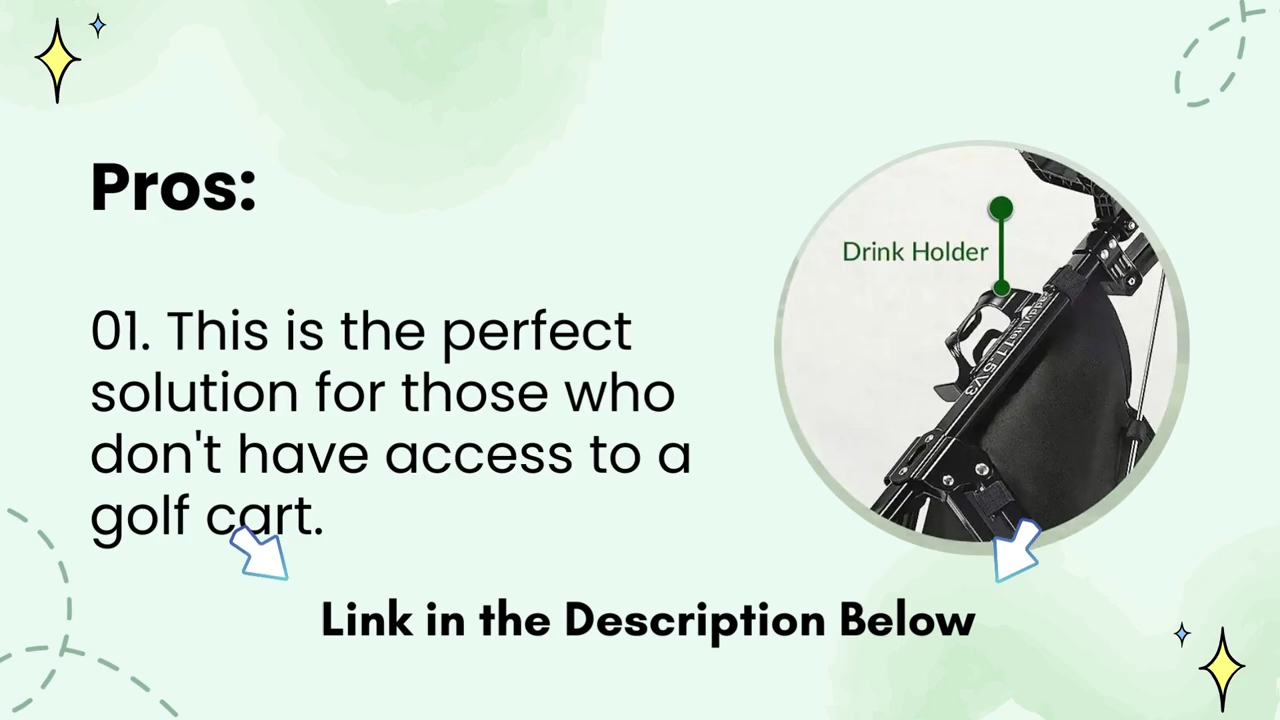 Pros:
01. This is the perfect
solution for those who
don't have access to a
golf cart.
Drink Holder
Link in the Description Below